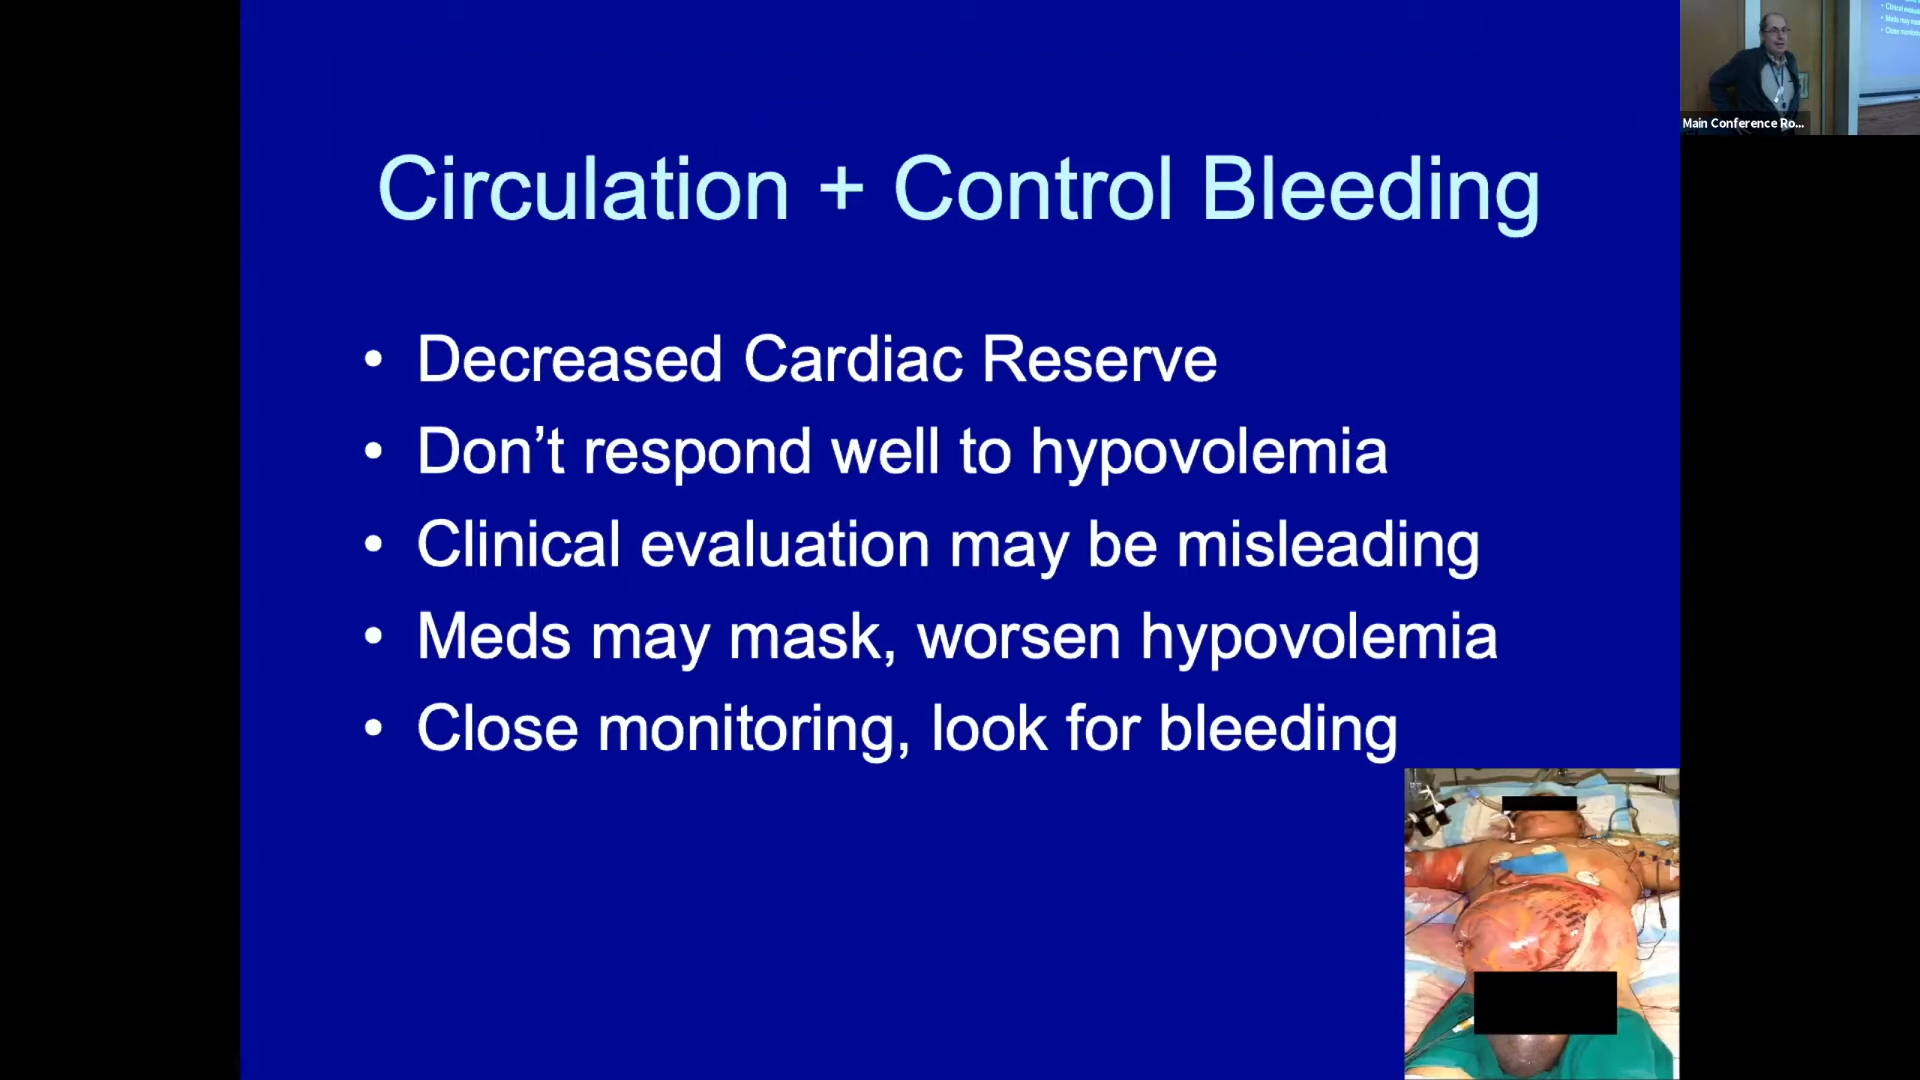 Circulation + Control Bleeding
• Decreased Cardiac Reserve
• Don’t respond well to hypovolemia
• Clinical evaluation may be misleading
• Meds may mask, worsen hypovolemia
• Close monitoring, look for bleeding
Main Conference Ro...